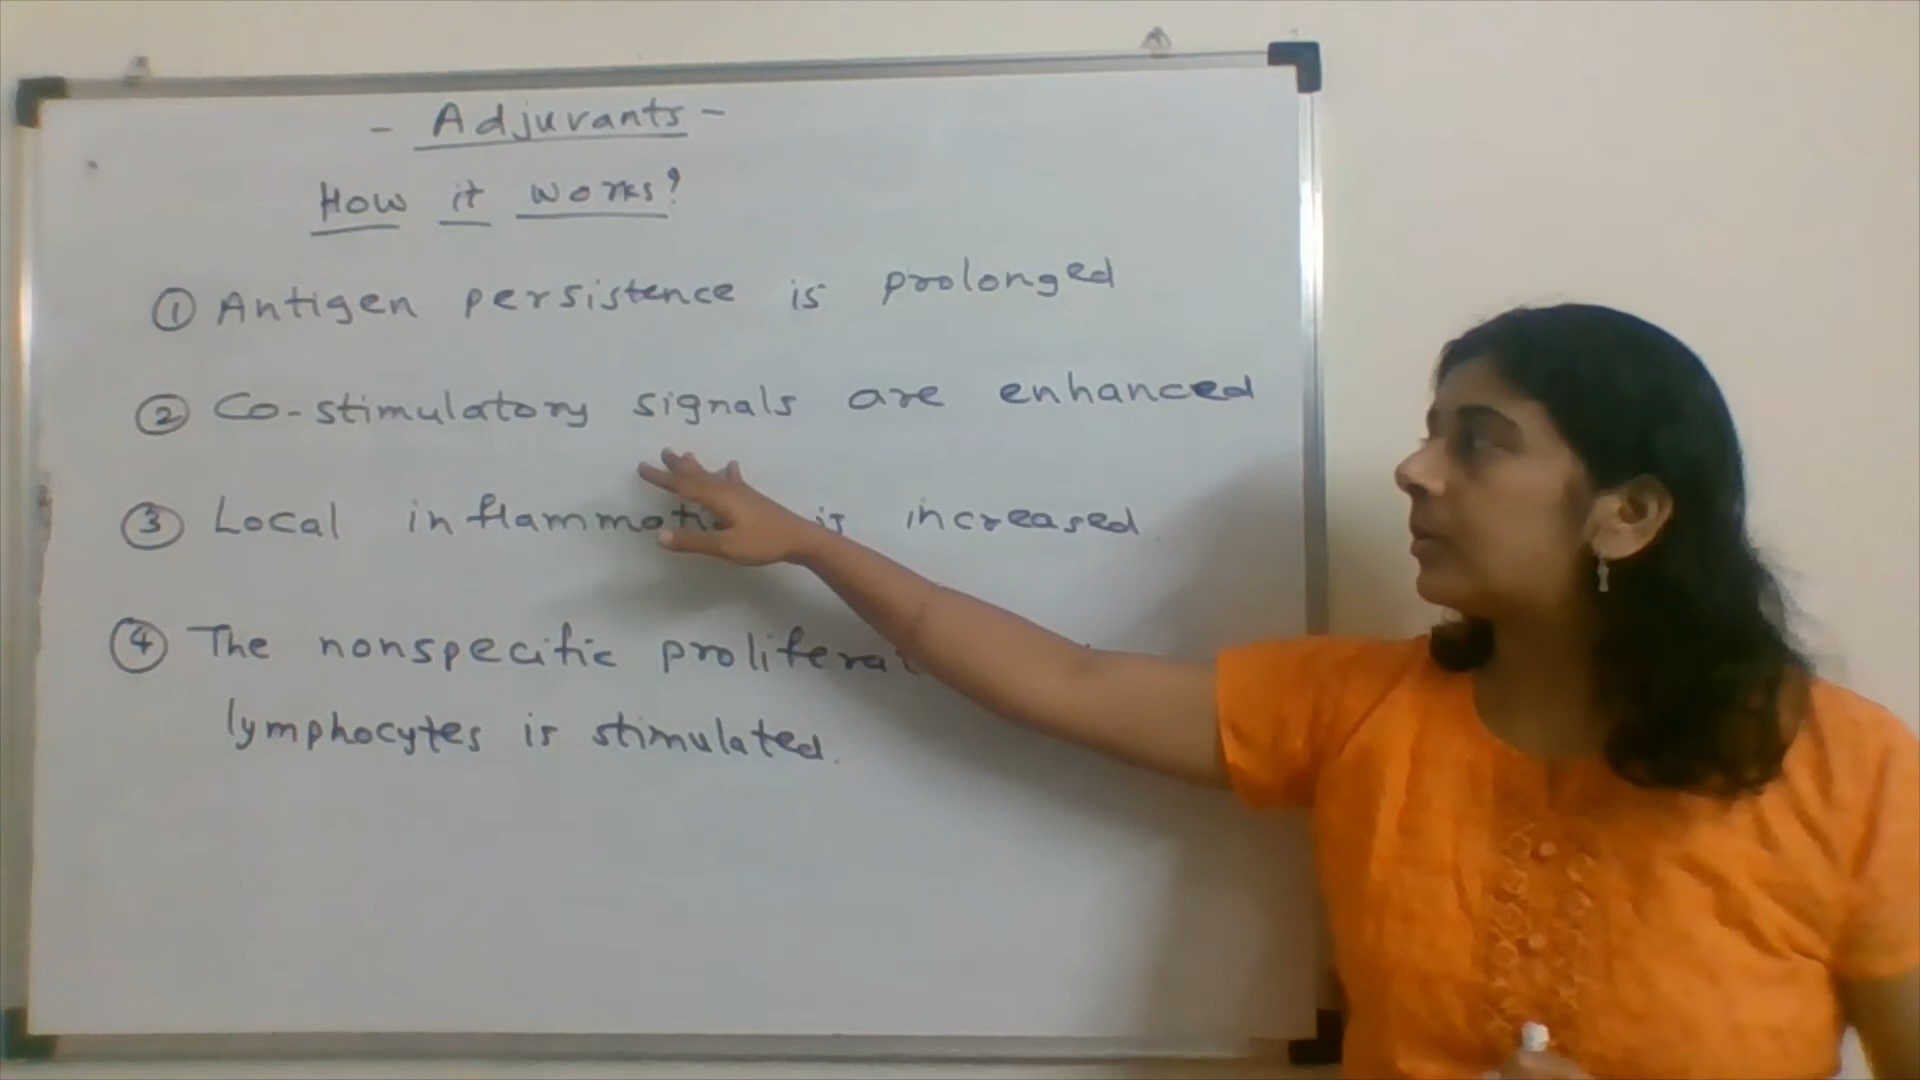 - Adjuvants -
How it works?
① Antigen persistence is prolonged
② Co-stimulatory signals are enhanced
③ Local is increased
④ The nonspecific
lymphocytes is stimulated.